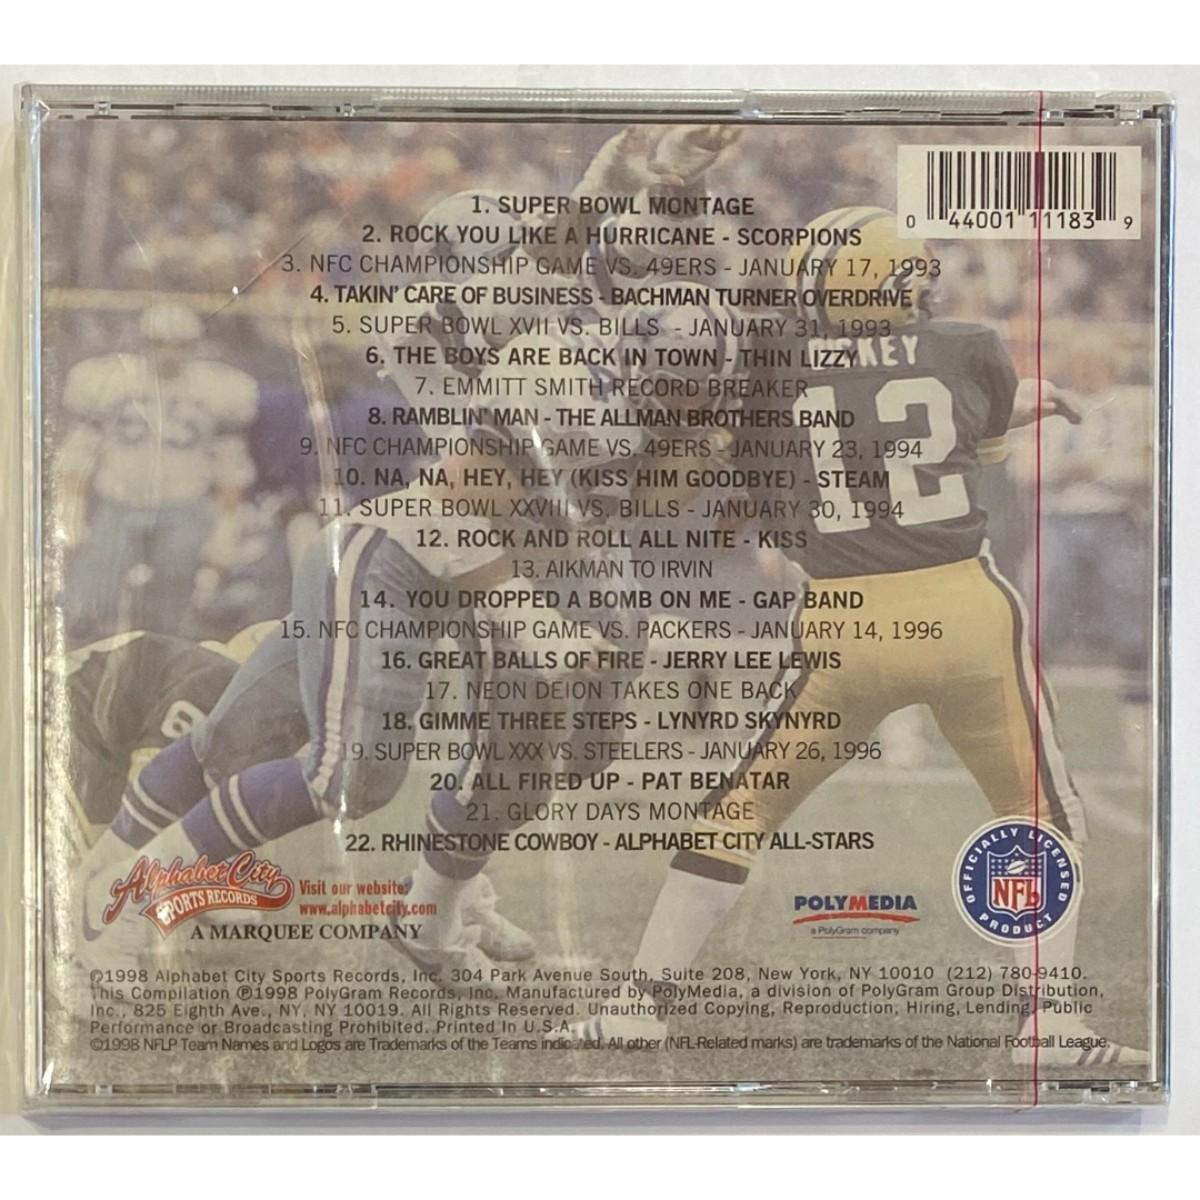 0 44001 11183 9
1. SUPER BOWL MONTAGE
2. ROCK YOU LIKE A HURRICANE - SCORPIONS
3. NFC CHAMPIONSHIP GAME VS. 49ERS - JANUARY 17, 1993
4. TAKIN' CARE OF BUSINESS - BACHMAN TURNER OVERDRIVE
5. SUPER BOWL XVII VS. BILLS - JANUARY 31, 1993
6. THE BOYS ARE BACK IN TOWN - THIN LIZZY
7. EMMITT SMITH RECORD BREAKER
8. RAMBLIN' MAN - THE ALLMAN BROTHERS BAND
9. NFC CHAMPIONSHIP GAME VS. 49ERS - JANUARY 23, 1994
10. NA, NA, HEY, HEY (KISS HIM GOODBYE) - STEAM
11. SUPER BOWL XXVIII VS. BILLS - JANUARY 30, 1994
12. ROCK AND ROLL ALL NITE - KISS
13. AIKMAN TO IRVIN
14. YOU DROPPED A BOMB ON ME - GAP BAND
15. NFC CHAMPIONSHIP GAME VS. PACKERS - JANUARY 14, 1996
16. GREAT BALLS OF FIRE - JERRY LEE LEWIS
17. NEON DEION TAKES ONE BACK
18. GIMME THREE STEPS - LYNYRD SKYNYRD
19. SUPER BOWL XXX VS. STEELERS - JANUARY 26, 1996
20. ALL FIRED UP - PAT BENATAR
21. GLORY DAYS MONTAGE
22. RHINESTONE COWBOY - ALPHABET CITY ALL-STARS
12
Alphabet City
SPORTS RECORDS
Visit our website:
www.alphabetcity.com
A MARQUEE COMPANY
POLYMEDIA
a PolyGram company
OFFICIALLY LICENSED
NFL
PRODUCT
©1998 Alphabet City Sports Records, Inc. 304 Park Avenue South, Suite 208, New York, NY 10010 (212) 780-9410.
This Compilation ℗1998 PolyGram Records, Inc. Manufactured by PolyMedia, a division of PolyGram Group Distribution,
Inc., 825 Eighth Ave., NY, NY 10019. All Rights Reserved. Unauthorized Copying, Reproduction, Hiring, Lending, Public
Performance or Broadcasting Prohibited. Printed In U.S.A.
©1998 NFLP Team Names and Logos are Trademarks of the Teams indicated. All other (NFL-Related marks) are trademarks of the National Football League.